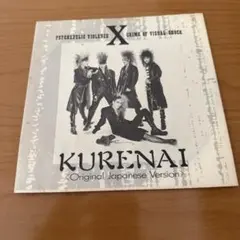 PSYCHEDELIC VIOLENCE X CRIME OF VISUAL SHOCK
KURENAI
(Original Japanese Version)